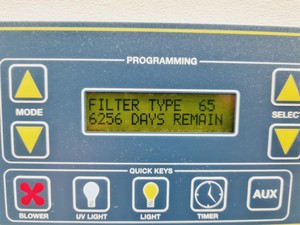 PROGRAMMING
FILTER TYPE 65
6256 DAYS REMAIN
MODE
SELECT
QUICK KEYS
AUX
BLOWER
UV LIGHT
LIGHT
TIMER